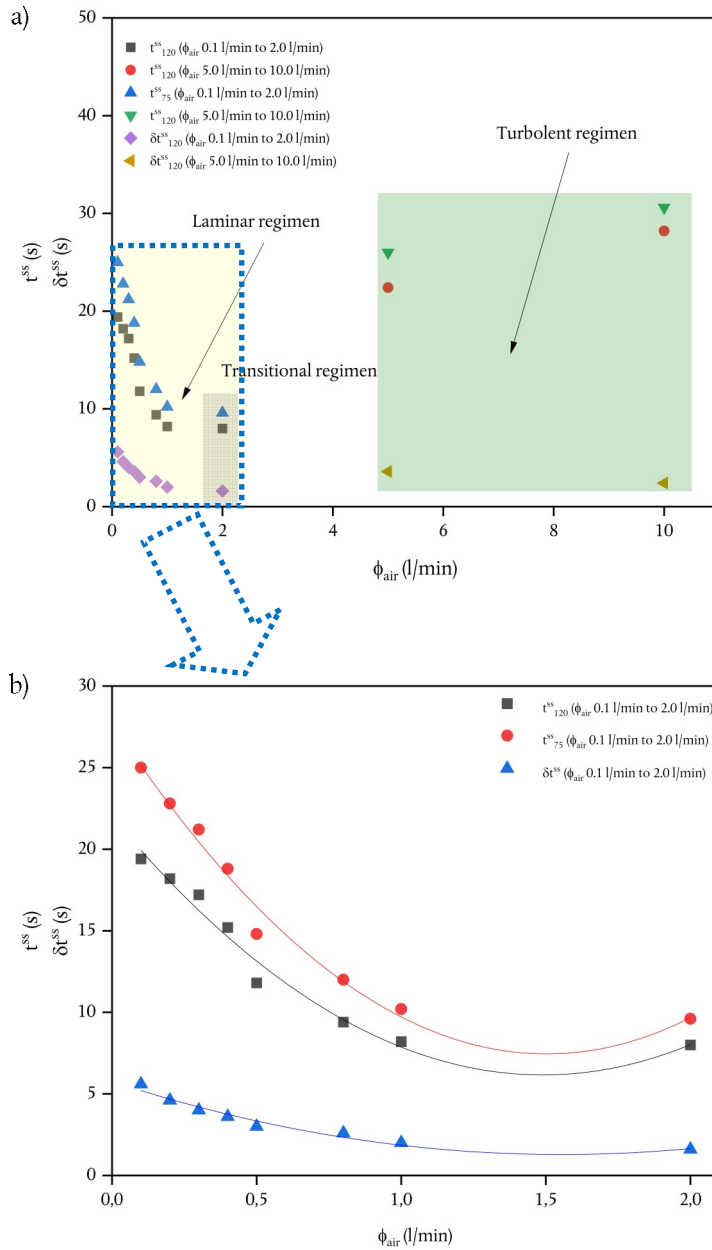 a)
50
40
30
20
10
0
t^ss (s)
δt^ss (s)
t^ss_120 (ϕ_air 0.1 l/min to 2.0 l/min)
t^ss_120 (ϕ_air 5.0 l/min to 10.0 l/min)
t^ss_75 (ϕ_air 0.1 l/min to 2.0 l/min)
t^ss_120 (ϕ_air 5.0 l/min to 10.0 l/min)
δt^ss_120 (ϕ_air 0.1 l/min to 2.0 l/min)
δt^ss_120 (ϕ_air 5.0 l/min to 10.0 l/min)
Turbolent regimen
Laminar regimen
Transitional regimen
0 2 4 6 8 10
ϕ_air (l/min)
b)
30
25
20
15
10
5
0
t^ss (s)
δt^ss (s)
t^ss_120 (ϕ_air 0.1 l/min to 2.0 l/min)
t^ss_75 (ϕ_air 0.1 l/min to 2.0 l/min)
δt^ss (ϕ_air 0.1 l/min to 2.0 l/min)
0,0 0,5 1,0 1,5 2,0
ϕ_air (l/min)